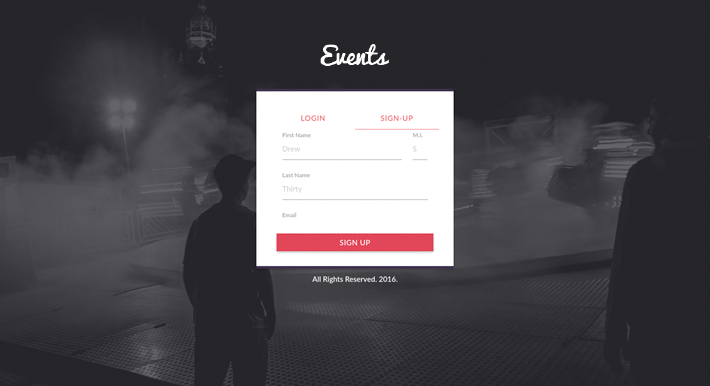 Events
LOGIN SIGN-UP
First Name M.I.
Drew S
Last Name
Thirty
Email
SIGN UP
All Rights Reserved. 2016.